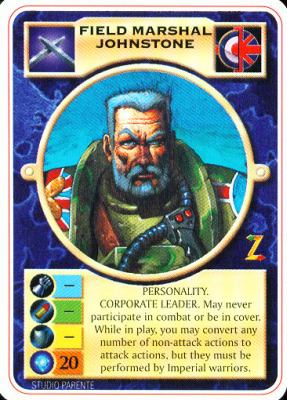 FIELD MARSHAL
JOHNSTONE
Z
–
–
–
20
PERSONALITY.
CORPORATE LEADER. May never
participate in combat or be in cover.
While in play, you may convert any
number of non-attack actions to
attack actions, but they must be
performed by Imperial warriors.
STUDIO PARENTE